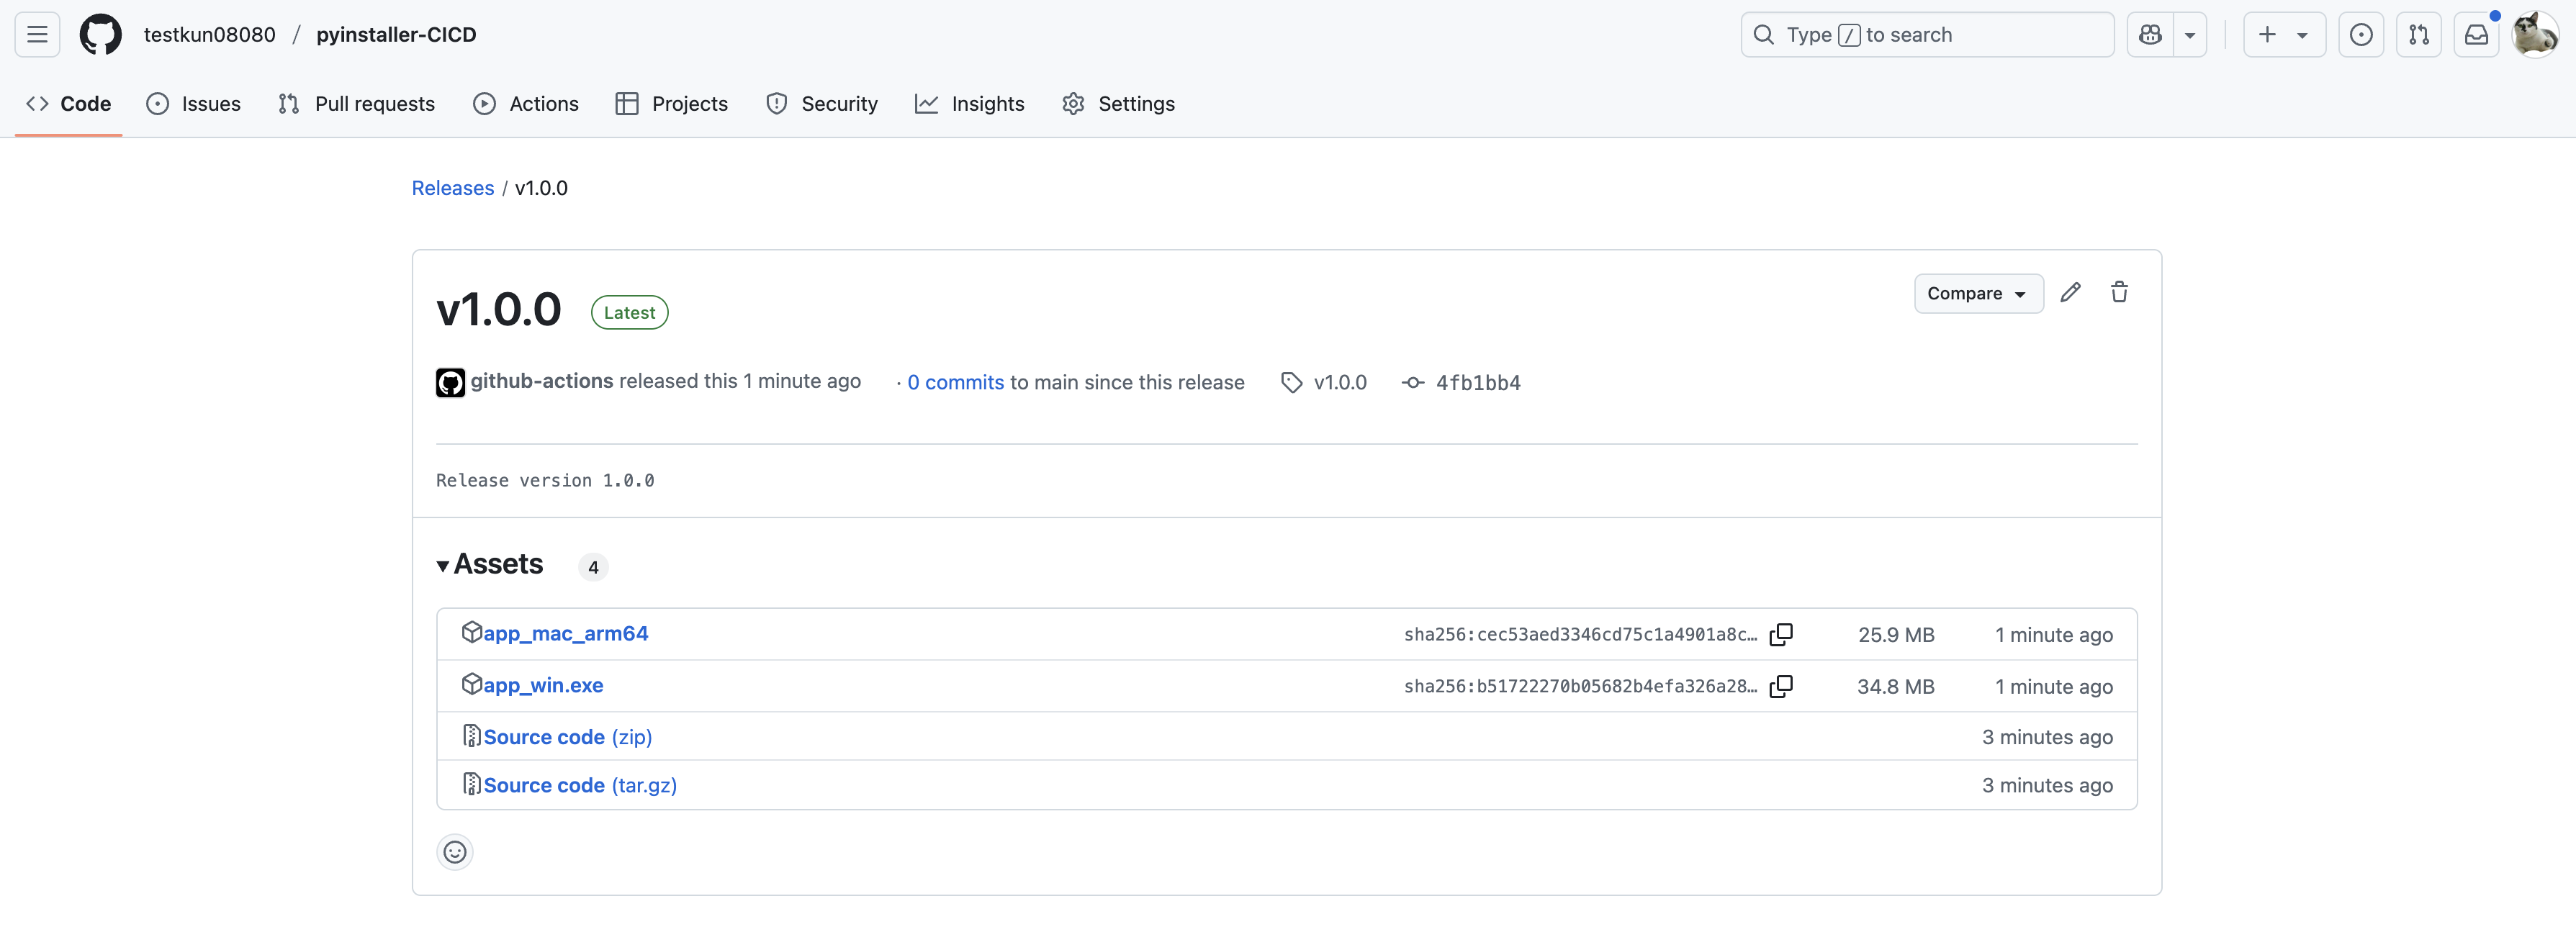 testkun08080 / pyinstaller-CICD
Type / to search
Code Issues Pull requests Actions Projects Security Insights Settings
Releases / v1.0.0
v1.0.0 Latest
Compare
github-actions released this 1 minute ago · 0 commits to main since this release v1.0.0 4fb1bb4
Release version 1.0.0
Assets 4
app_mac_arm64 sha256:cec53aed3346cd75c1a4901a8c… 25.9 MB 1 minute ago
app_win.exe sha256:b51722270b05682b4efa326a28… 34.8 MB 1 minute ago
Source code (zip) 3 minutes ago
Source code (tar.gz) 3 minutes ago